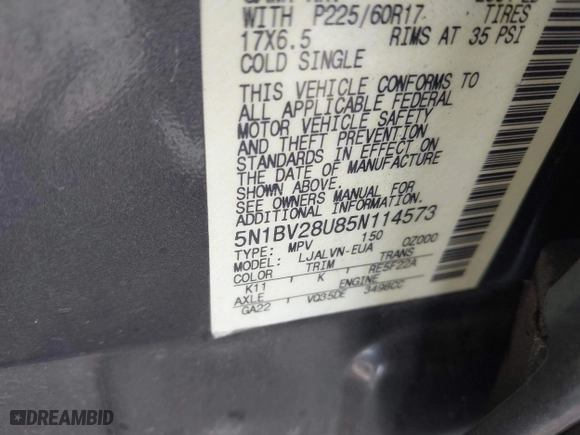 WITH P225/60R17 TIRES
17X6.5 RIMS AT 35 PSI
COLD SINGLE
THIS VEHICLE CONFORMS TO
ALL APPLICABLE FEDERAL
MOTOR VEHICLE SAFETY
AND THEFT PREVENTION
STANDARDS IN EFFECT ON
THE DATE OF MANUFACTURE
SHOWN ABOVE.
SEE OWNERS MANUAL FOR
ADDITIONAL INFORMATION
5N1BV28U85N114573
TYPE: MPV 150 OZ000
MODEL: LJALVN-EUA
COLOR TRIM TRANS
K11 K RE5F22A
AXLE ENGINE
GA22 VQ35DE 3498CC
DREAMBID